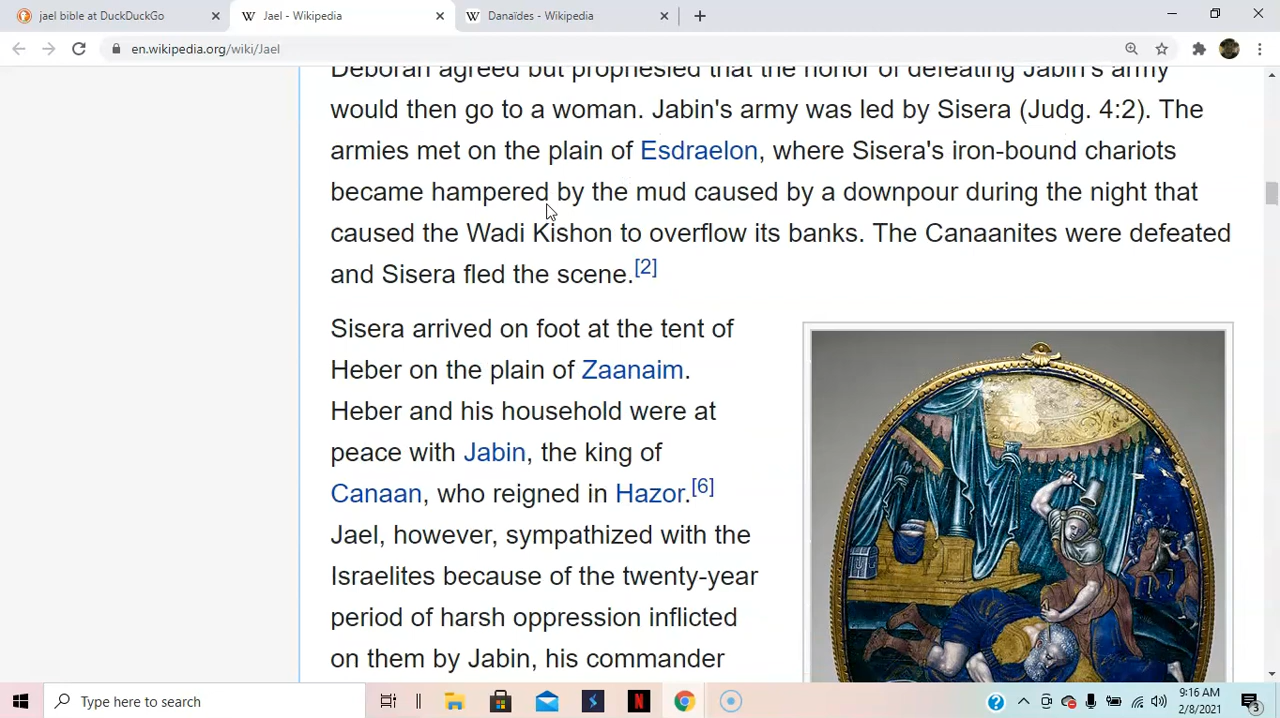 jael bible at DuckDuckGo
Jael - Wikipedia
Danaïdes - Wikipedia
en.wikipedia.org/wiki/Jael
Deborah agreed but prophesied that the honor of defeating Jabin's army
would then go to a woman. Jabin's army was led by Sisera (Judg. 4:2). The
armies met on the plain of Esdraelon, where Sisera's iron-bound chariots
became hampered by the mud caused by a downpour during the night that
caused the Wadi Kishon to overflow its banks. The Canaanites were defeated
and Sisera fled the scene.[2]
Sisera arrived on foot at the tent of
Heber on the plain of Zaanaim.
Heber and his household were at
peace with Jabin, the king of
Canaan, who reigned in Hazor.[6]
Jael, however, sympathized with the
Israelites because of the twenty-year
period of harsh oppression inflicted
on them by Jabin, his commander
Type here to search
9:16 AM
2/8/2021
3